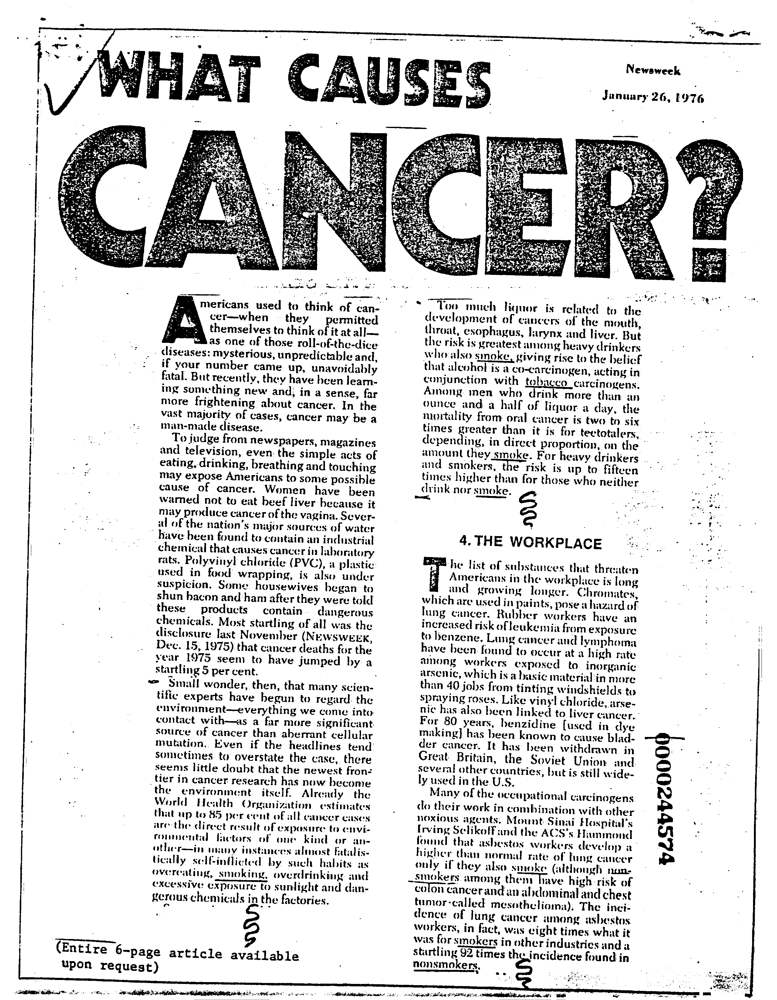 WHAT CAUSES
CANCER?
Newsweek
January 26, 1976
Americans used to think of can-
cer—when they permitted
themselves to think of it at all—
as one of those roll-of-the-dice
diseases: mysterious, unpredictable and,
if your number came up, unavoidably
fatal. But recently, they have been learn-
ing something new and, in a sense, far
more frightening about cancer. In the
vast majority of cases, cancer may be a
man-made disease.
To judge from newspapers, magazines
and television, even the simple acts of
eating, drinking, breathing and touching
may expose Americans to some possible
cause of cancer. Women have been
warned not to eat beef liver because it
may produce cancer of the vagina. Sever-
al of the nation's major sources of water
have been found to contain an industrial
chemical that causes cancer in laboratory
rats. Polyvinyl chloride (PVC), a plastic
used in food wrapping, is also under
suspicion. Some housewives began to
shun bacon and ham after they were told
these products contain dangerous
chemicals. Most startling of all was the
disclosure last November (NEWSWEEK,
Dec. 15, 1975) that cancer deaths for the
year 1975 seem to have jumped by a
startling 5 per cent.
Small wonder, then, that many scien-
tific experts have begun to regard the
environment—everything we come into
contact with—as a far more significant
source of cancer than aberrant cellular
mutation. Even if the headlines tend
sometimes to overstate the case, there
seems little doubt that the newest fron-
tier in cancer research has now become
the environment itself. Already the
World Health Organization estimates
that up to 85 per cent of all cancer cases
are the direct result of exposure to envi-
ronmental factors of one kind or an-
other—in many instances almost fatalis-
tically self-inflicted by such habits as
overeating, smoking, overdrinking and
excessive exposure to sunlight and dan-
gerous chemicals in the factories.
(Entire 6-page article available
upon request)
Too much liquor is related to the
development of cancers of the mouth,
throat, esophagus, larynx and liver. But
the risk is greatest among heavy drinkers
who also smoke, giving rise to the belief
that alcohol is a co-carcinogen, acting in
conjunction with tobacco carcinogens.
Among men who drink more than an
ounce and a half of liquor a day, the
mortality from oral cancer is two to six
times greater than it is for teetotalers,
depending, in direct proportion, on the
amount they smoke. For heavy drinkers
and smokers, the risk is up to fifteen
times higher than for those who neither
drink nor smoke.
4. THE WORKPLACE
The list of substances that threaten
Americans in the workplace is long
and growing longer. Chromates,
which are used in paints, pose a hazard of
lung cancer. Rubber workers have an
increased risk of leukemia from exposure
to benzene. Lung cancer and lymphoma
have been found to occur at a high rate
among workers exposed to inorganic
arsenic, which is a basic material in more
than 40 jobs from tinting windshields to
spraying roses. Like vinyl chloride, arse-
nic has also been linked to liver cancer.
For 80 years, benzidine [used in dye
making] has been known to cause blad-
der cancer. It has been withdrawn in
Great Britain, the Soviet Union and
several other countries, but is still wide-
ly used in the U.S.
Many of the occupational carcinogens
do their work in combination with other
noxious agents. Mount Sinai Hospital's
Irving Selikoff and the ACS's Hammond
found that asbestos workers develop a
higher than normal rate of lung cancer
only if they also smoke (although non-
smokers among them have high risk of
colon cancer and an abdominal and chest
tumor called mesothelioma). The inci-
dence of lung cancer among asbestos
workers, in fact, was eight times what it
was for smokers in other industries and a
startling 92 times the incidence found in
nonsmokers.
0000244574